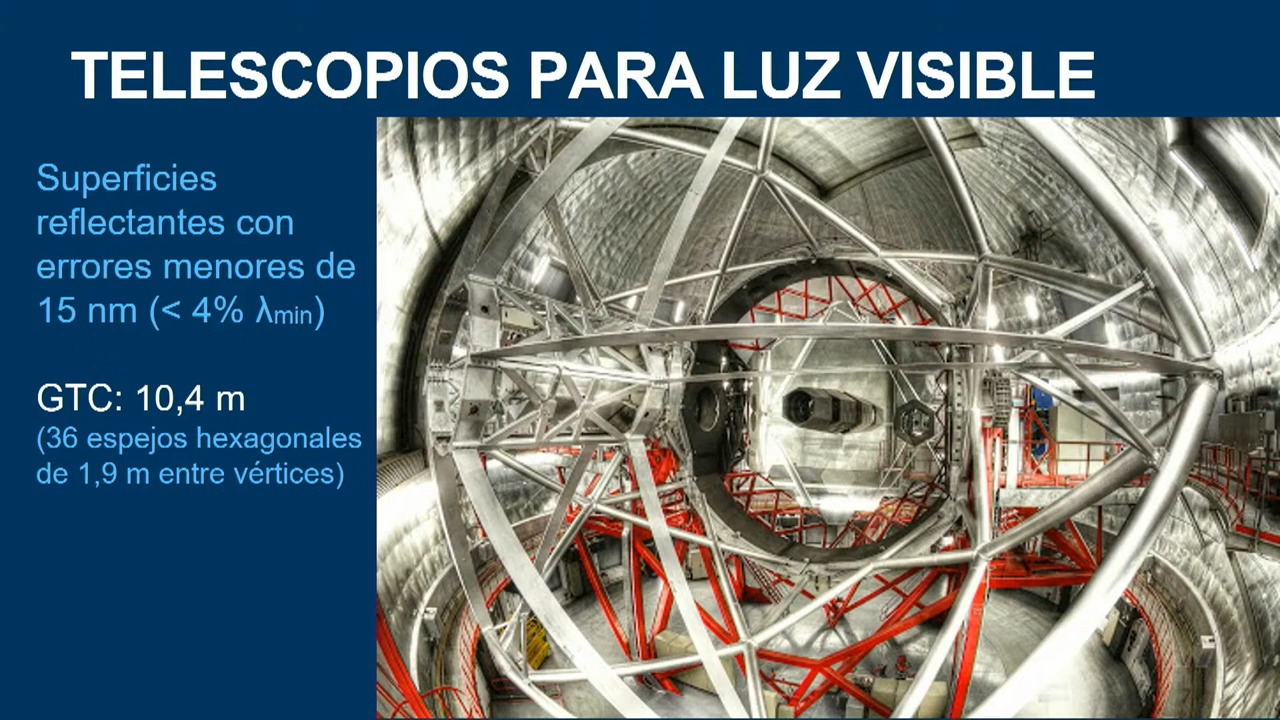 TELESCOPIOS PARA LUZ VISIBLE
Superficies
reflectantes con
errores menores de
15 nm (< 4% λmin)
GTC: 10,4 m
(36 espejos hexagonales
de 1,9 m entre vértices)